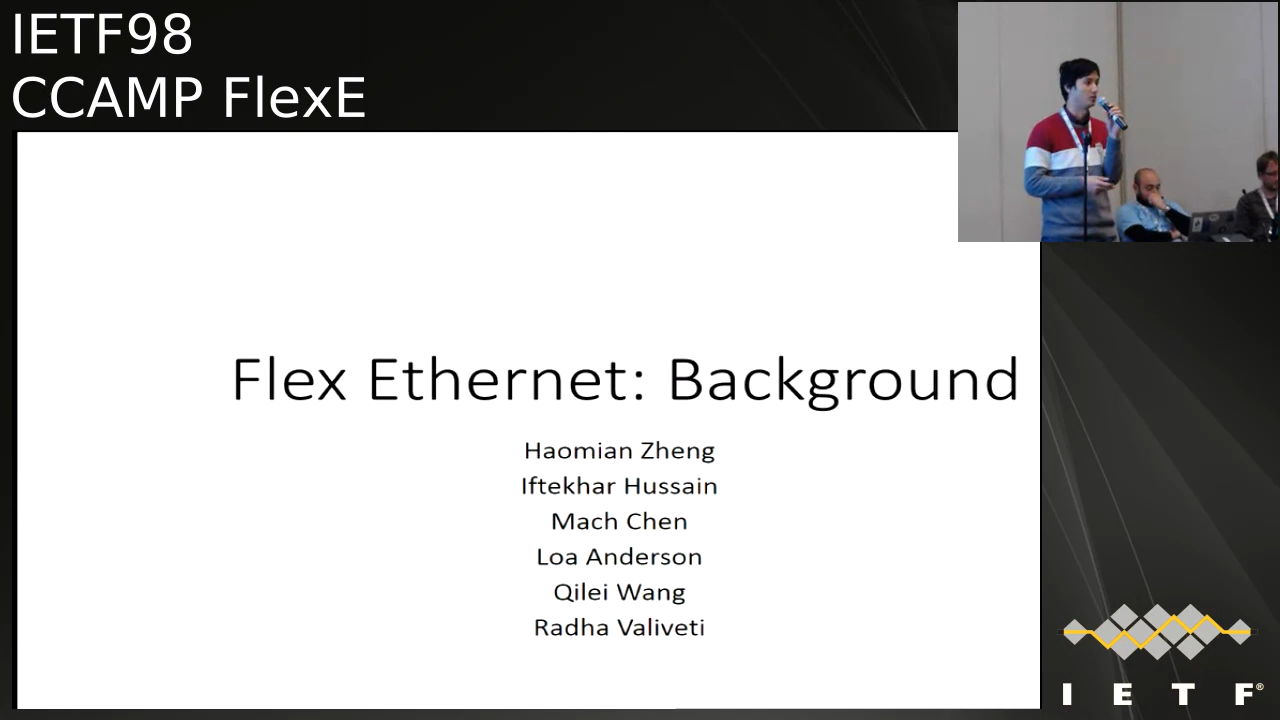 IETF98
CCAMP FlexE
Flex Ethernet: Background
Haomian Zheng
Iftekhar Hussain
Mach Chen
Loa Anderson
Qilei Wang
Radha Valiveti
I E T F®